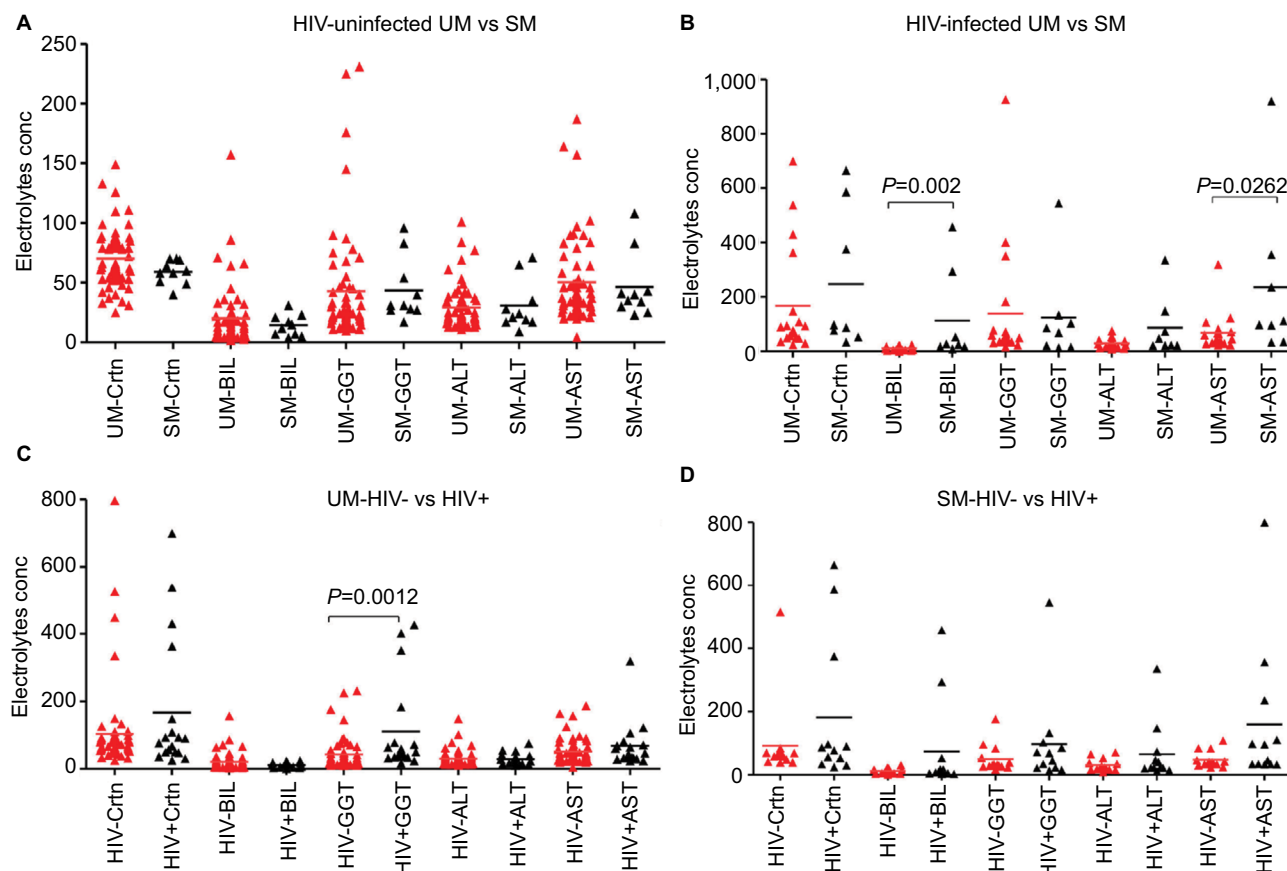 A
HIV-uninfected UM vs SM
Electrolytes conc
250
200
150
100
50
0
UM-Crtn
SM-Crtn
UM-BIL
SM-BIL
UM-GGT
SM-GGT
UM-ALT
SM-ALT
UM-AST
SM-AST
B
HIV-infected UM vs SM
Electrolytes conc
1,000
800
600
400
200
0
P=0.002
P=0.0262
UM-Crtn
SM-Crtn
UM-BIL
SM-BIL
UM-GGT
SM-GGT
UM-ALT
SM-ALT
UM-AST
SM-AST
C
UM-HIV- vs HIV+
Electrolytes conc
800
600
400
200
0
P=0.0012
HIV-Crtn
HIV+Crtn
HIV-BIL
HIV+BIL
HIV-GGT
HIV+GGT
HIV-ALT
HIV+ALT
HIV-AST
HIV+AST
D
SM-HIV- vs HIV+
Electrolytes conc
800
600
400
200
0
HIV-Crtn
HIV+Crtn
HIV-BIL
HIV+BIL
HIV-GGT
HIV+GGT
HIV-ALT
HIV+ALT
HIV-AST
HIV+AST